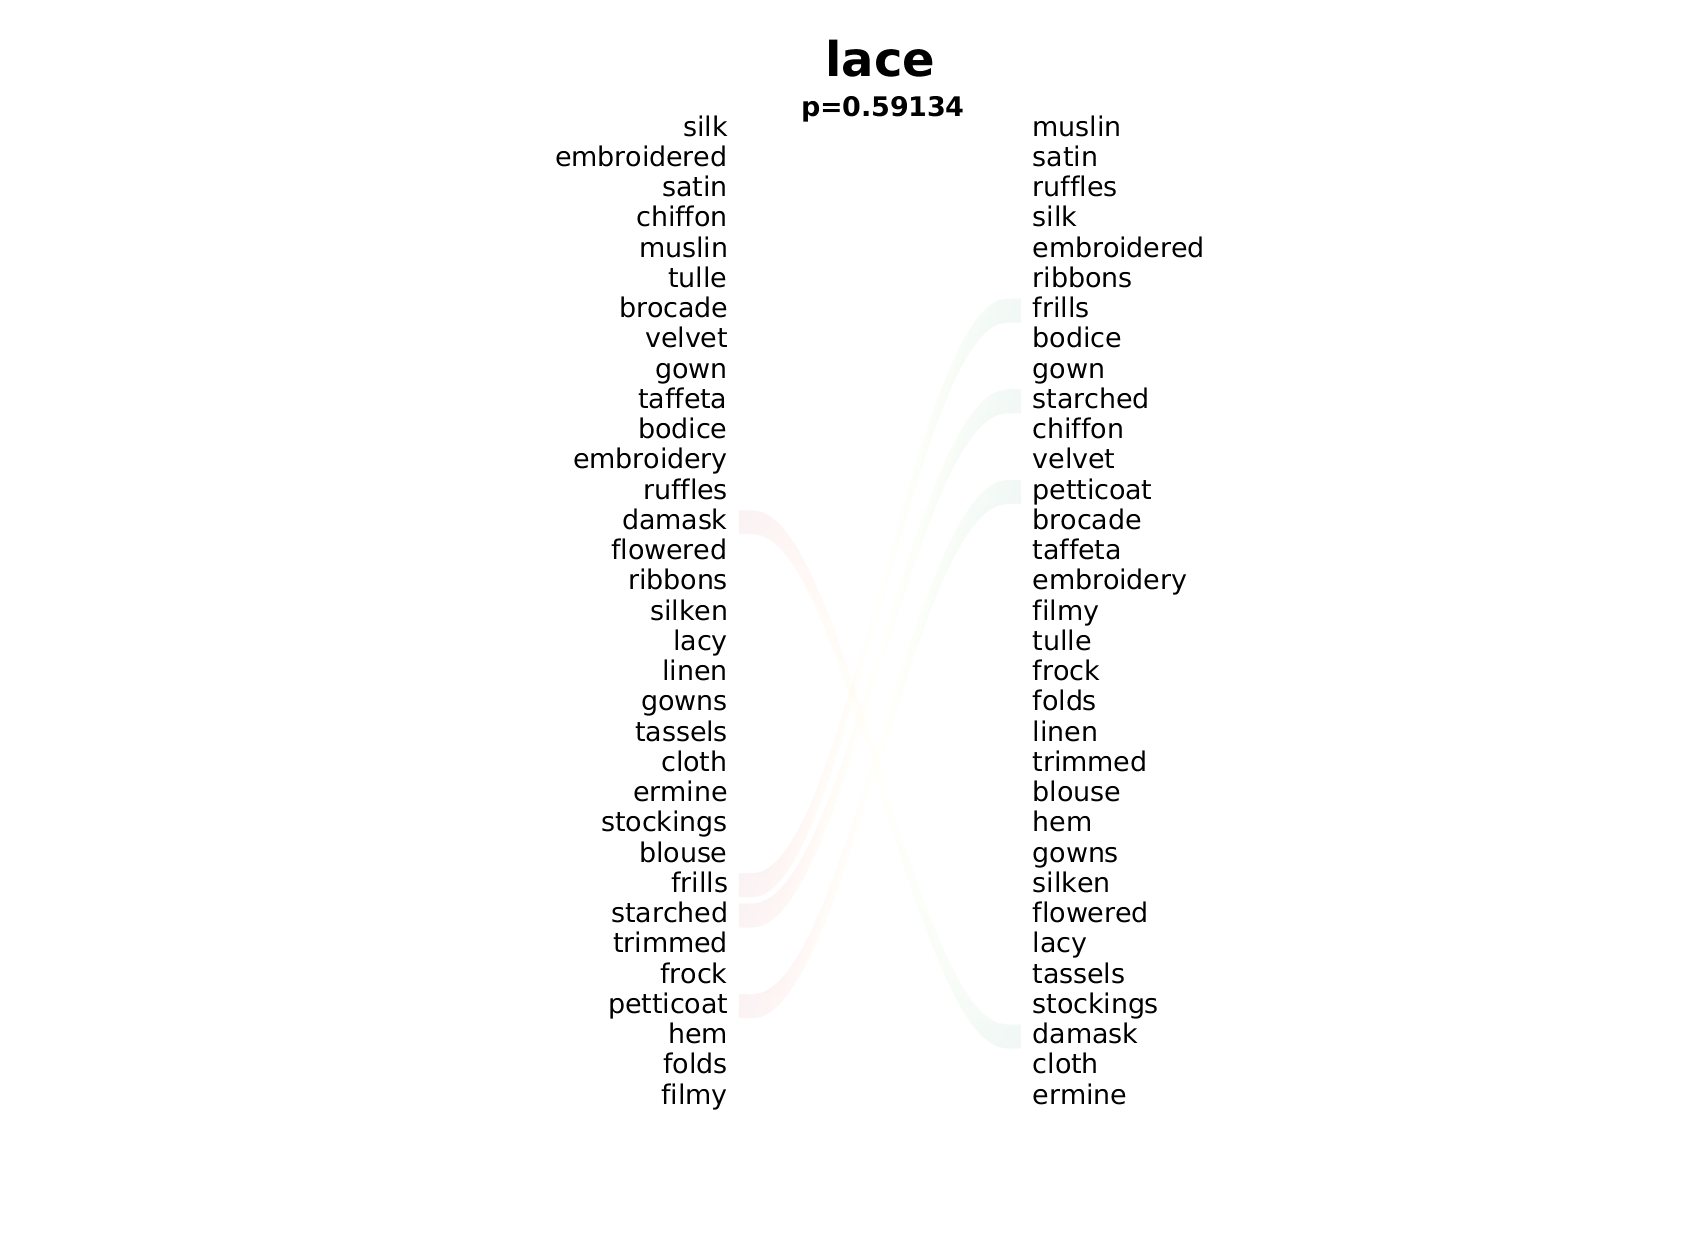 lace
p=0.59134
silk muslin
embroidered satin
satin ruffles
chiffon silk
muslin embroidered
tulle ribbons
brocade frills
velvet bodice
gown gown
taffeta starched
bodice chiffon
embroidery velvet
ruffles petticoat
damask brocade
flowered taffeta
ribbons embroidery
silken filmy
lacy tulle
linen frock
gowns folds
tassels linen
cloth trimmed
ermine blouse
stockings hem
blouse gowns
frills silken
starched flowered
trimmed lacy
frock tassels
petticoat stockings
hem damask
folds cloth
filmy ermine